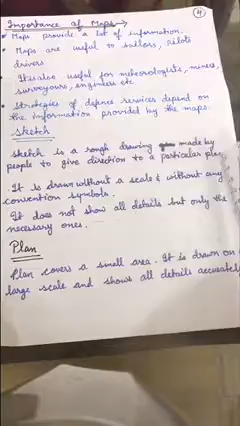 4
Importance of Maps →
• Maps provide a lot of information.
• Maps are useful to sailors, pilots
drivers
It is also useful for meteorologists, miners,
surveyours, engineers etc
• Strategies of defence services depend on
the information provided by the maps.
Sketch
Sketch is a rough drawing made by
people to give direction to a particular
It is drawn without a scale & without any
convention symbols.
It does not show all details but only the
necessary ones.
Plan
Plan covers a small area. It is drawn on
large scale and shows all details accurately